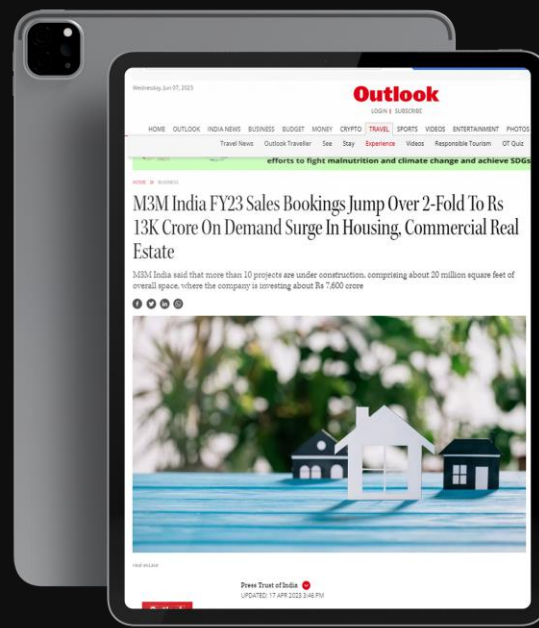 Wednesday, Jun 07, 2023
Outlook
LOGIN | SUBSCRIBE
HOME OUTLOOK INDIA NEWS BUSINESS BUDGET MONEY CRYPTO TRAVEL SPORTS VIDEOS ENTERTAINMENT PHOTOS
Travel News Outlook Traveller See Stay Experience Videos Responsible Tourism OT Quiz
efforts to fight malnutrition and climate change and achieve SDGs
HOME BUSINESS
M3M India FY23 Sales Bookings Jump Over 2-Fold To Rs
13K Crore On Demand Surge In Housing, Commercial Real
Estate
M3M India said that more than 10 projects are under construction, comprising about 20 million square feet of
overall space, where the company is investing about Rs 7,600 crore
Press Trust of India
UPDATED: 17 APR 2023 3:46 PM